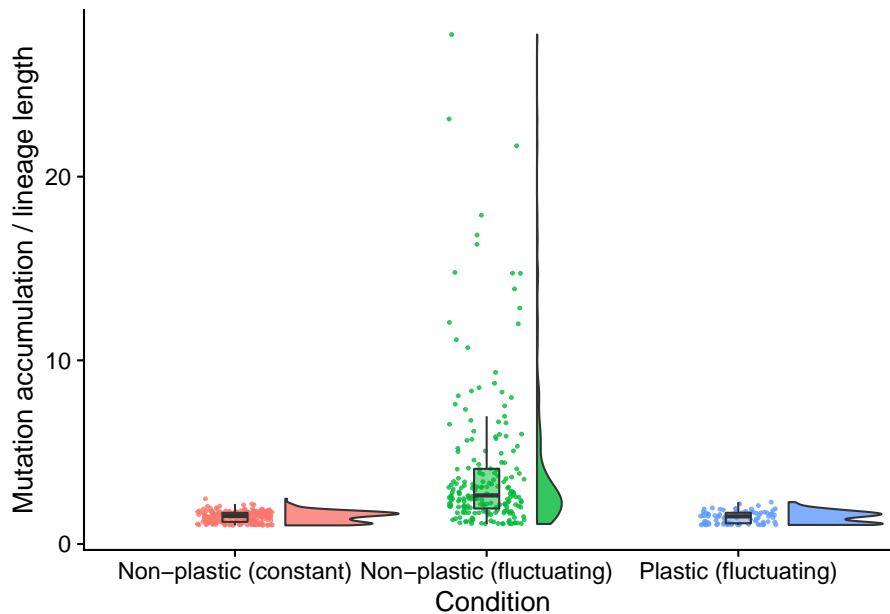 Mutation accumulation / lineage length
20
10
0
Non−plastic (constant) Non−plastic (fluctuating) Plastic (fluctuating)
Condition